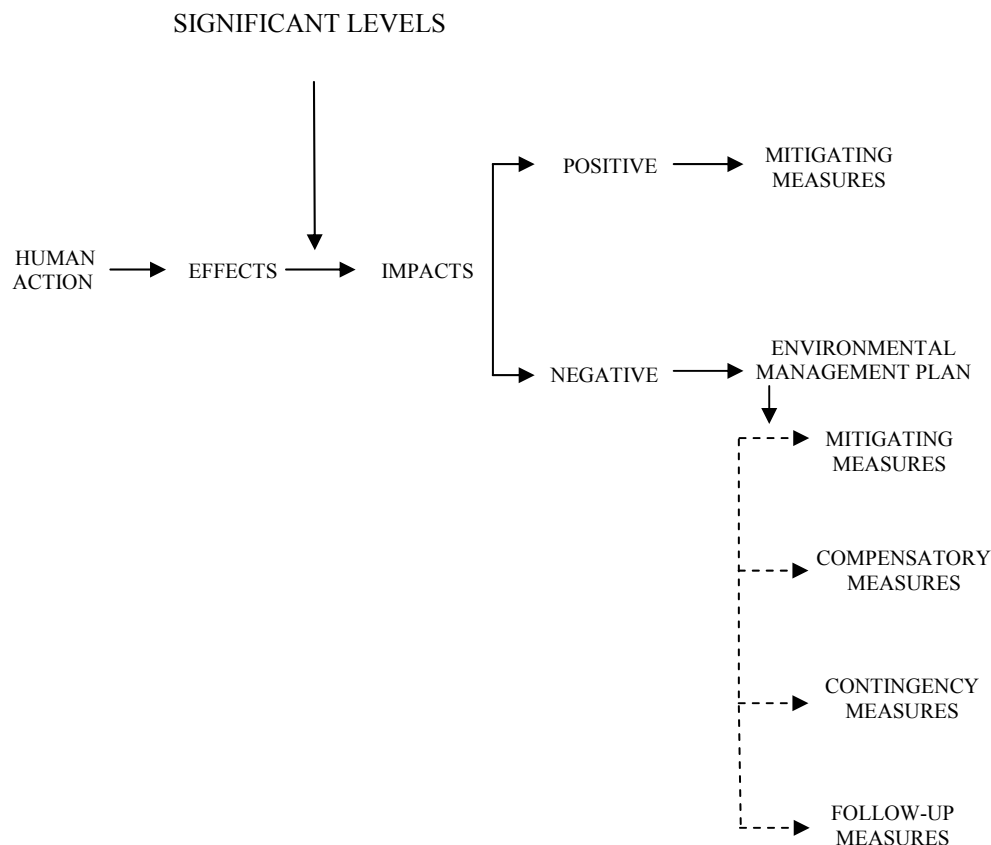 SIGNIFICANT LEVELS
POSITIVE
MITIGATING
MEASURES
HUMAN
ACTION
EFFECTS
IMPACTS
NEGATIVE
ENVIRONMENTAL
MANAGEMENT PLAN
MITIGATING
MEASURES
COMPENSATORY
MEASURES
CONTINGENCY
MEASURES
FOLLOW-UP
MEASURES